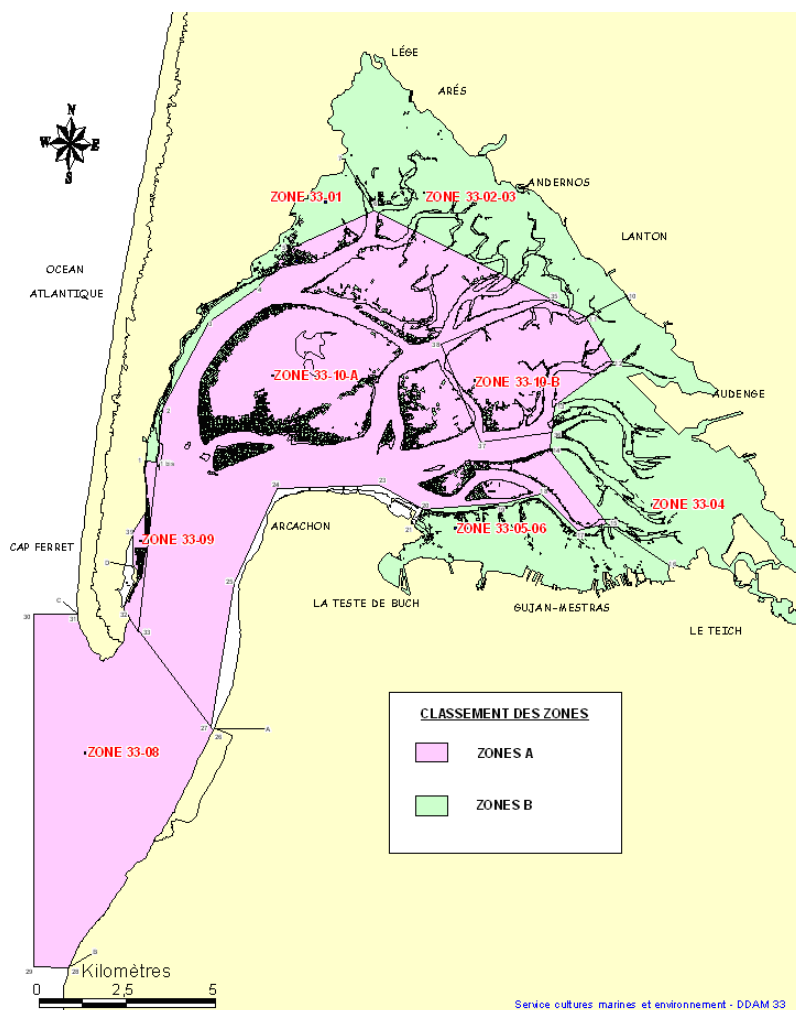 LÉGE
ARÉS
N
W E
S
ANDERNOS
ZONE 33-01
ZONE 33-02-03
LANTON
OCEAN
ATLANTIQUE
ZONE 33-10-A
ZONE 33-10-B
AUDENGE
ZONE 33-04
ARCACHON
ZONE 33-05-06
ZONE 33-09
CAP FERRET
LA TESTE DE BUCH
GUJAN-MESTRAS
LE TEICH
ZONE 33-08
CLASSEMENT DES ZONES
ZONES A
ZONES B
Kilomètres
0 2,5 5
Service cultures marines et environnement - DDAM 33